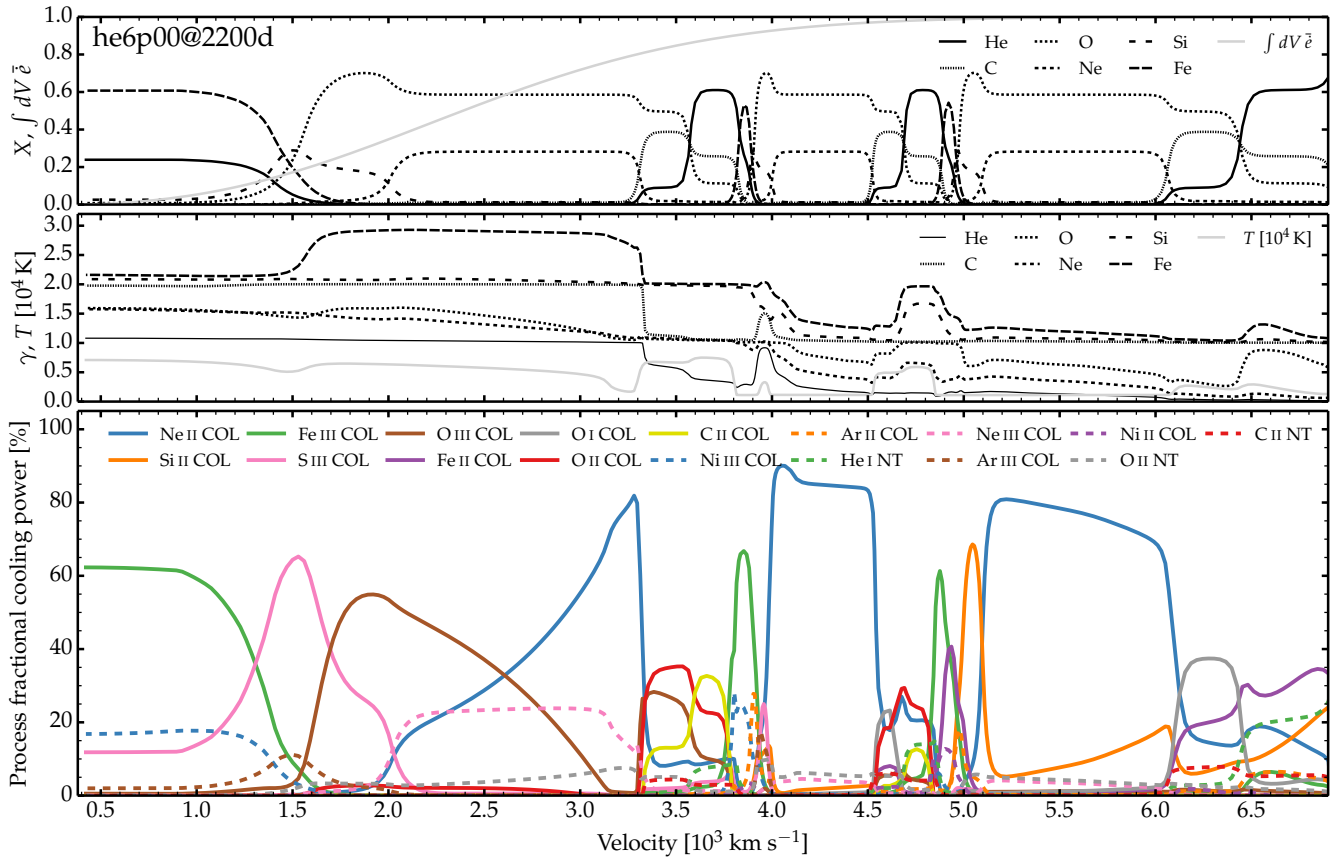 he6p00@2200d
He O Si ∫ dV ė
C Ne Fe
X, ∫ dV ė
1.0
0.8
0.6
0.4
0.2
0.0
He O Si T [10⁴ K]
C Ne Fe
γ, T [10⁴ K]
3.0
2.5
2.0
1.5
1.0
0.5
0.0
Ne II COL Fe III COL O III COL O I COL C II COL Ar II COL Ne III COL Ni II COL C II NT
Si II COL S III COL Fe II COL O II COL Ni III COL He I NT Ar III COL O II NT
Process fractional cooling power [%]
100
80
60
40
20
0
0.5 1.0 1.5 2.0 2.5 3.0 3.5 4.0 4.5 5.0 5.5 6.0 6.5
Velocity [10³ km s⁻¹]